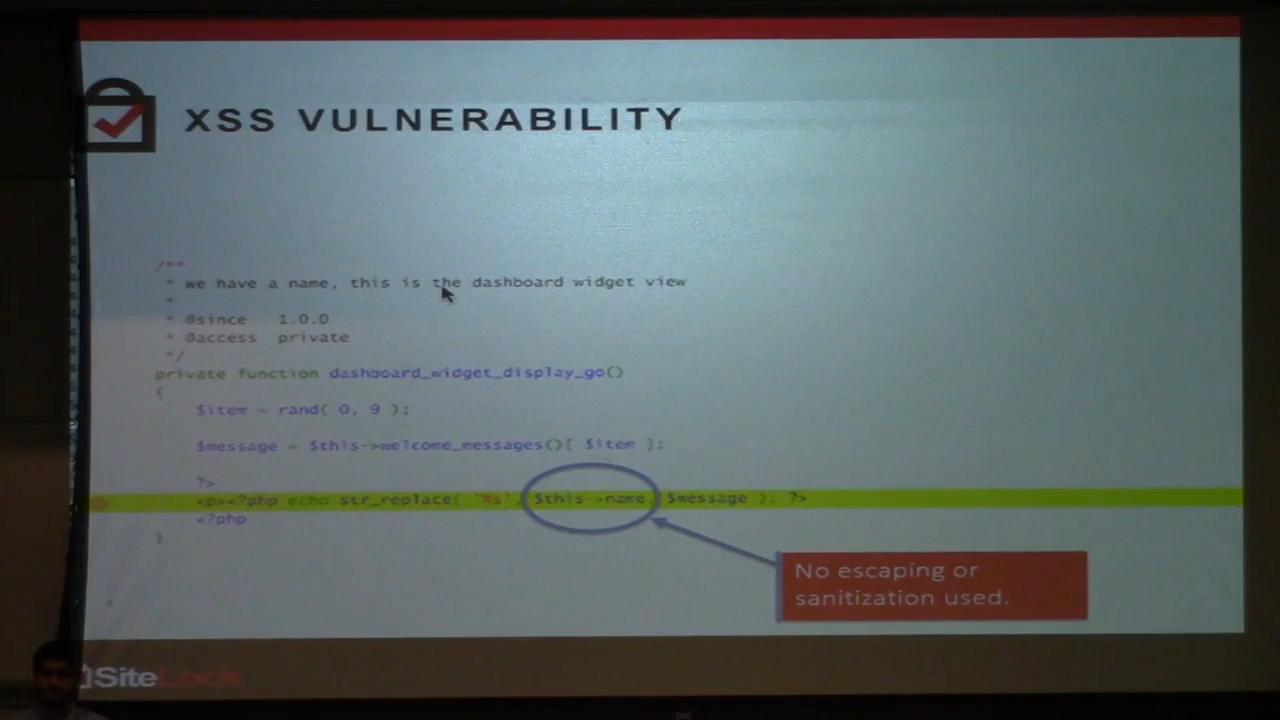 XSS VULNERABILITY
/**
* we have a name, this is the dashboard widget view
*
* @since 1.0.0
* @access private
*/
private function dashboard_widget_display_go()
{
$item = rand( 0, 9 );
$message = $this->welcome_messages()[ $item ];
?>
<p><?php echo str_replace( '%s', $this->name, $message ); ?>
<?php
}
No escaping or
sanitization used.
SiteLock